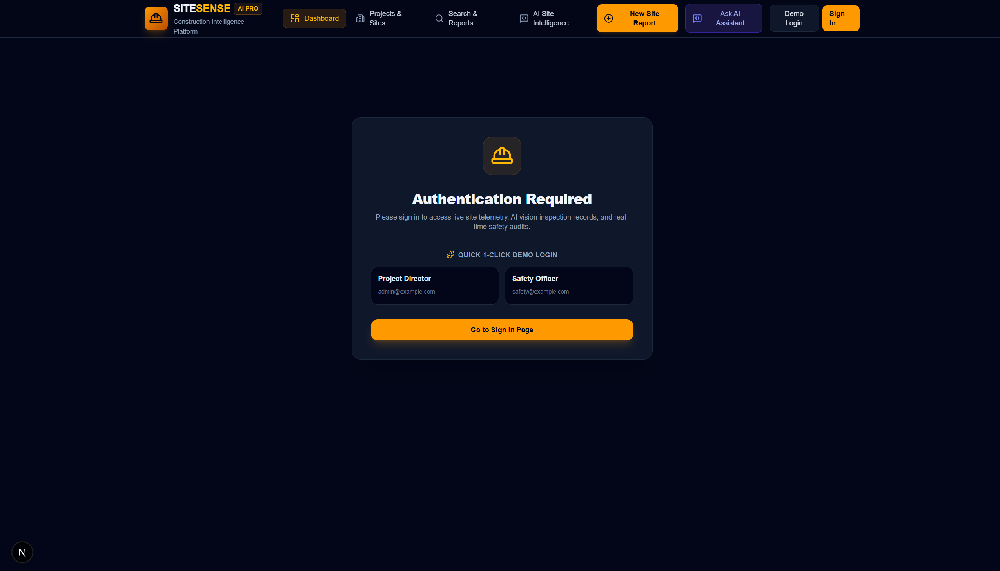 SITESENSE AI PRO
Construction Intelligence
Platform
Dashboard
Projects &
Sites
Search &
Reports
AI Site
Intelligence
New Site
Report
Ask AI
Assistant
Demo
Login
Sign
In
Authentication Required
Please sign in to access live site telemetry, AI vision inspection records, and real-
time safety audits.
QUICK 1-CLICK DEMO LOGIN
Project Director
admin@example.com
Safety Officer
safety@example.com
Go to Sign In Page
N